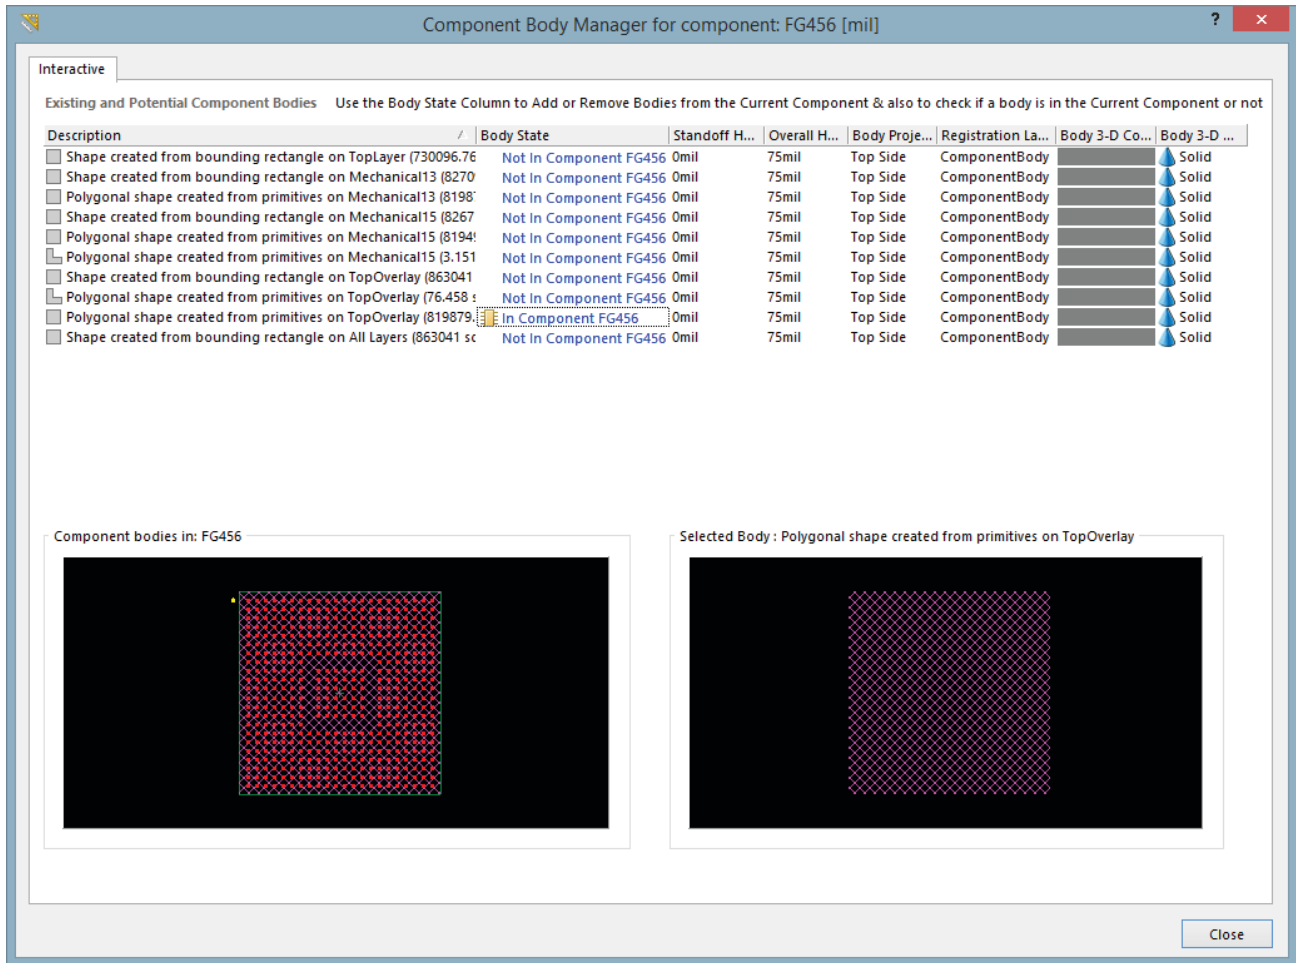 Component Body Manager for component: FG456 [mil]
Interactive
Existing and Potential Component Bodies Use the Body State Column to Add or Remove Bodies from the Current Component & also to check if a body is in the Current Component or not
Description Body State Standoff H... Overall H... Body Proje... Registration La... Body 3-D Co... Body 3-D ...
Shape created from bounding rectangle on TopLayer (730096.76 Not In Component FG456 0mil 75mil Top Side ComponentBody Solid
Shape created from bounding rectangle on Mechanical13 (8270 Not In Component FG456 0mil 75mil Top Side ComponentBody Solid
Polygonal shape created from primitives on Mechanical13 (8198 Not In Component FG456 0mil 75mil Top Side ComponentBody Solid
Shape created from bounding rectangle on Mechanical15 (8267 Not In Component FG456 0mil 75mil Top Side ComponentBody Solid
Polygonal shape created from primitives on Mechanical15 (8194 Not In Component FG456 0mil 75mil Top Side ComponentBody Solid
Polygonal shape created from primitives on Mechanical15 (3.151 Not In Component FG456 0mil 75mil Top Side ComponentBody Solid
Shape created from bounding rectangle on TopOverlay (863041 Not In Component FG456 0mil 75mil Top Side ComponentBody Solid
Polygonal shape created from primitives on TopOverlay (76.458 s Not In Component FG456 0mil 75mil Top Side ComponentBody Solid
Polygonal shape created from primitives on TopOverlay (819879. In Component FG456 0mil 75mil Top Side ComponentBody Solid
Shape created from bounding rectangle on All Layers (863041 sc Not In Component FG456 0mil 75mil Top Side ComponentBody Solid
Component bodies in: FG456
Selected Body : Polygonal shape created from primitives on TopOverlay
Close